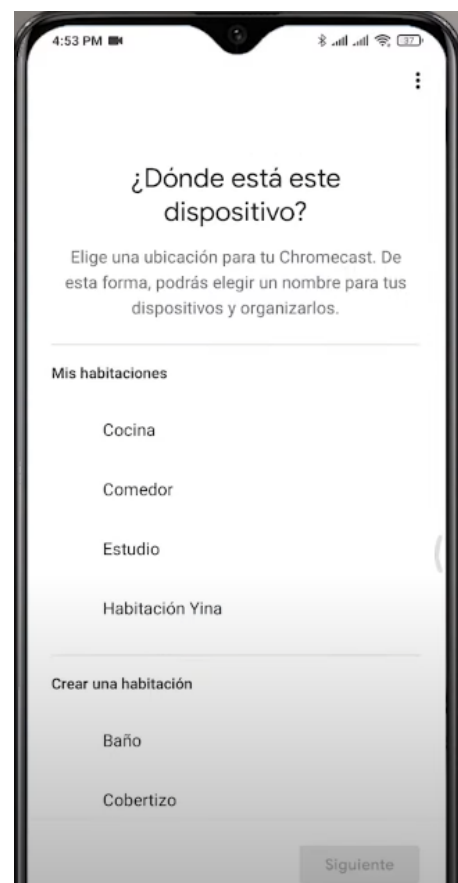 4:53 PM
37
¿Dónde está este
dispositivo?
Elige una ubicación para tu Chromecast. De
esta forma, podrás elegir un nombre para tus
dispositivos y organizarlos.
Mis habitaciones
Cocina
Comedor
Estudio
Habitación Yina
Crear una habitación
Baño
Cobertizo
Siguiente